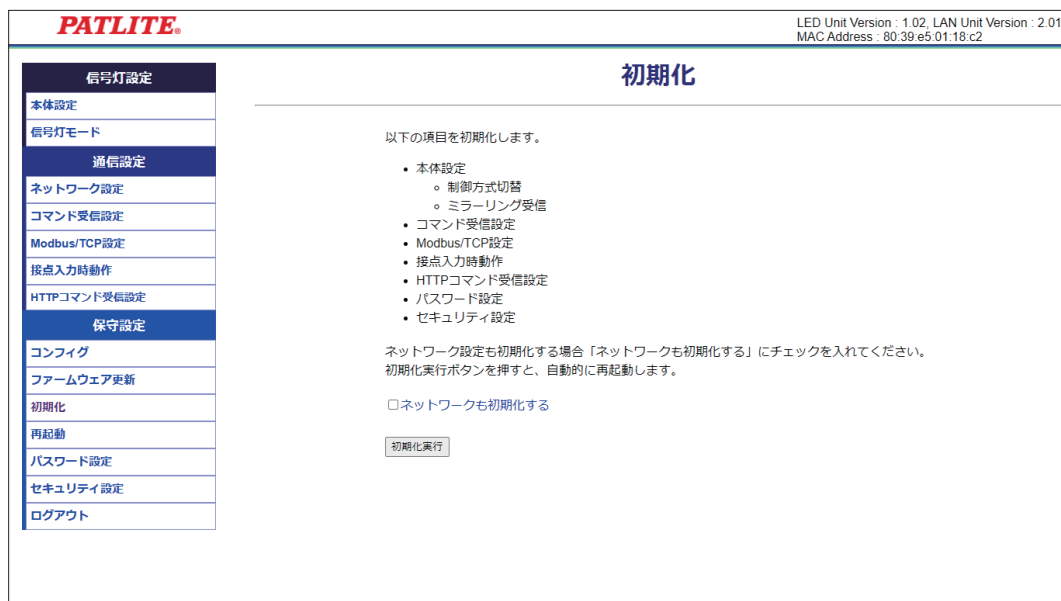 PATLITE®
LED Unit Version : 1.02, LAN Unit Version : 2.01
MAC Address : 80:39:e5:01:18:c2
信号灯設定
本体設定
信号灯モード
通信設定
ネットワーク設定
コマンド受信設定
Modbus/TCP設定
接点入力時動作
HTTPコマンド受信設定
保守設定
コンフィグ
ファームウェア更新
初期化
再起動
パスワード設定
セキュリティ設定
ログアウト
初期化
以下の項目を初期化します。
• 本体設定
◦ 制御方式切替
◦ ミラーリング受信
• コマンド受信設定
• Modbus/TCP設定
• 接点入力時動作
• HTTPコマンド受信設定
• パスワード設定
• セキュリティ設定
ネットワーク設定も初期化する場合「ネットワークも初期化する」にチェックを入れてください。
初期化実行ボタンを押すと、自動的に再起動します。
ネットワークも初期化する
初期化実行